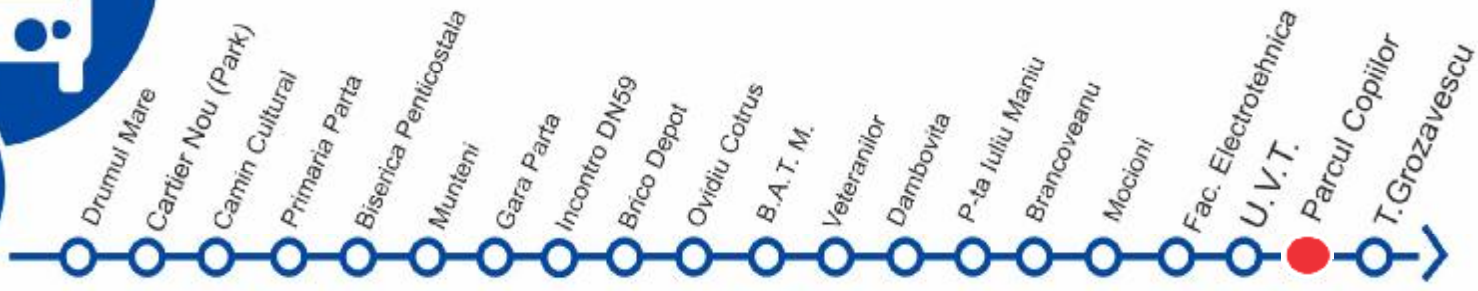 Drumul Mare
Cartier Nou (Park)
Camin Cultural
Primaria Parta
Biserica Penticostala
Munteni
Gara Parta
Incontro DN59
Brico Depot
Ovidiu Cotrus
B.A.T. M.
Veteranilor
Dambovita
P-ta Iuliu Maniu
Brancoveanu
Mocioni
Fac. Electrotehnica
U.V.T.
Parcul Copiilor
T.Grozavescu